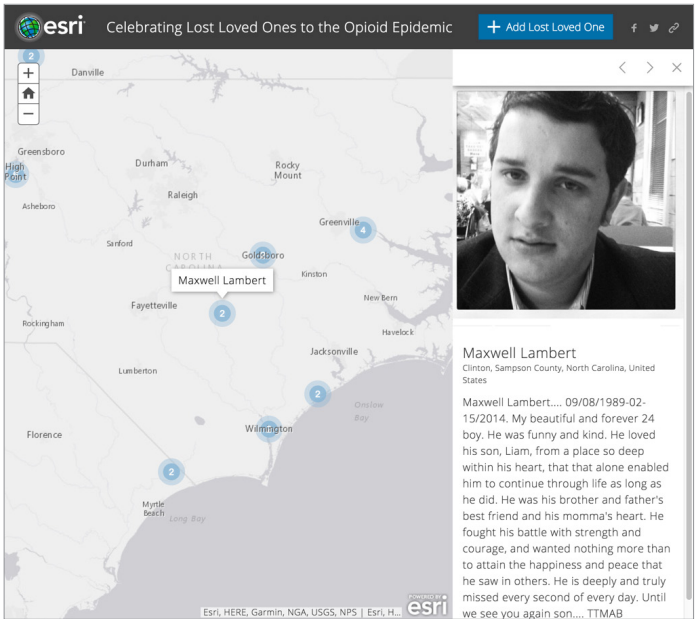 esri
Celebrating Lost Loved Ones to the Opioid Epidemic
+ Add Lost Loved One
2
Danville
Greensboro
High
Point
Durham
Rocky
Mount
Raleigh
Asheboro
Greenville
4
Sanford
NORTH
CAROLINA
Goldsboro
Kinston
Maxwell Lambert
2
New Bern
Fayetteville
Rockingham
Havelock
Jacksonville
Lumberton
2
Onslow
Bay
Florence
Wilmington
2
Myrtle
Beach
Long Bay
Esri, HERE, Garmin, NGA, USGS, NPS | Esri, H...
POWERED BY
esri
Maxwell Lambert
Clinton, Sampson County, North Carolina, United
States
Maxwell Lambert.... 09/08/1989-02-
15/2014. My beautiful and forever 24
boy. He was funny and kind. He loved
his son, Liam, from a place so deep
within his heart, that that alone enabled
him to continue through life as long as
he did. He was his brother and father's
best friend and his momma's heart. He
fought his battle with strength and
courage, and wanted nothing more than
to attain the happiness and peace that
he saw in others. He is deeply and truly
missed every second of every day. Until
we see you again son.... TTMAB